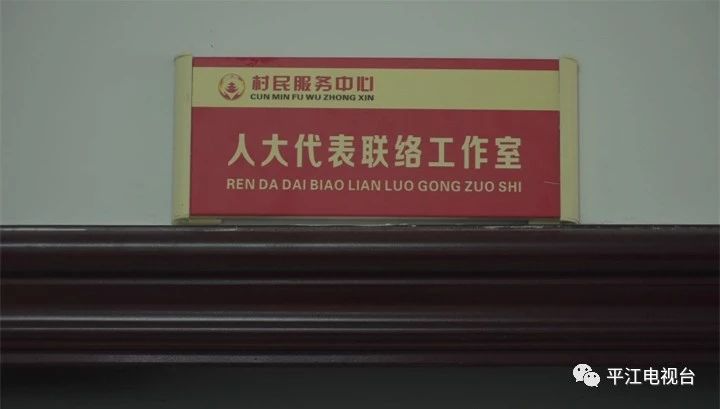 村民服务中心
CUN MIN FU WU ZHONG XIN
人大代表联络工作室
REN DA DAI BIAO LIAN LUO GONG ZUO SHI
平江电视台